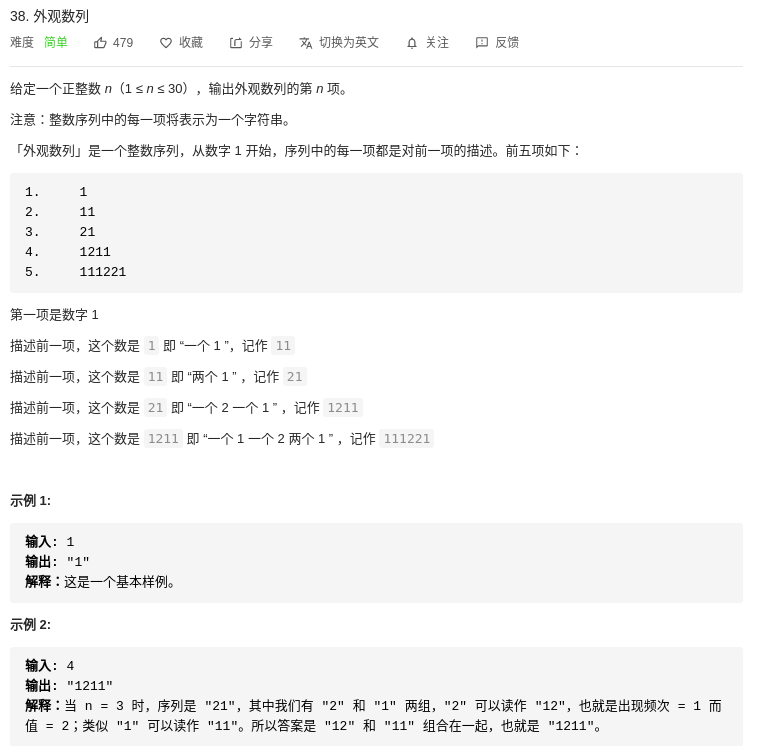 38. 外观数列
难度 简单 479 收藏 分享 切换为英文 关注 反馈
给定一个正整数 n（1 ≤ n ≤ 30），输出外观数列的第 n 项。
注意：整数序列中的每一项将表示为一个字符串。
「外观数列」是一个整数序列，从数字 1 开始，序列中的每一项都是对前一项的描述。前五项如下：
1. 1
2. 11
3. 21
4. 1211
5. 111221
第一项是数字 1
描述前一项，这个数是 1 即 “一个 1 ”，记作 11
描述前一项，这个数是 11 即 “两个 1 ” ，记作 21
描述前一项，这个数是 21 即 “一个 2 一个 1 ” ，记作 1211
描述前一项，这个数是 1211 即 “一个 1 一个 2 两个 1 ” ，记作 111221
示例 1:
输入: 1
输出: "1"
解释：这是一个基本样例。
示例 2:
输入: 4
输出: "1211"
解释：当 n = 3 时，序列是 "21"，其中我们有 "2" 和 "1" 两组，"2" 可以读作 "12"，也就是出现频次 = 1 而
值 = 2；类似 "1" 可以读作 "11"。所以答案是 "12" 和 "11" 组合在一起，也就是 "1211"。